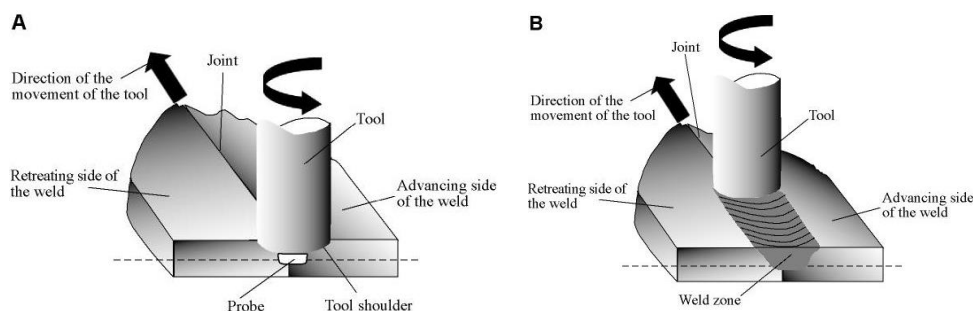 A
Joint
Direction of the
movement of the tool
Tool
Retreating side of
the weld
Advancing side
of the weld
Probe
Tool shoulder
B
Joint
Direction of the
movement of the tool
Tool
Retreating side
of the weld
Advancing side
of the weld
Weld zone